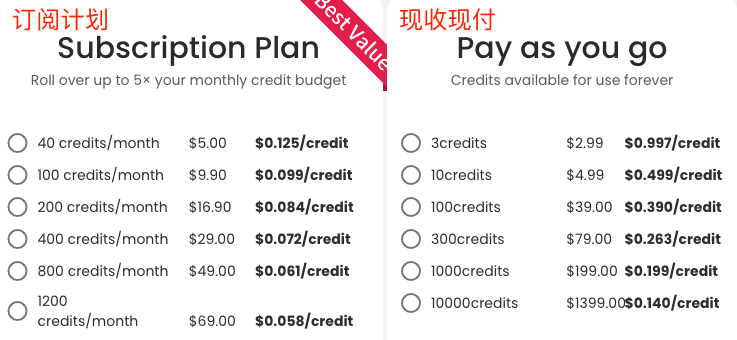 订阅计划
Subscription Plan
Best Value
Roll over up to 5× your monthly credit budget
40 credits/month $5.00 $0.125/credit
100 credits/month $9.90 $0.099/credit
200 credits/month $16.90 $0.084/credit
400 credits/month $29.00 $0.072/credit
800 credits/month $49.00 $0.061/credit
1200
credits/month $69.00 $0.058/credit
现收现付
Pay as you go
Credits available for use forever
3credits $2.99 $0.997/credit
10credits $4.99 $0.499/credit
100credits $39.00 $0.390/credit
300credits $79.00 $0.263/credit
1000credits $199.00 $0.199/credit
10000credits $1399.00 $0.140/credit